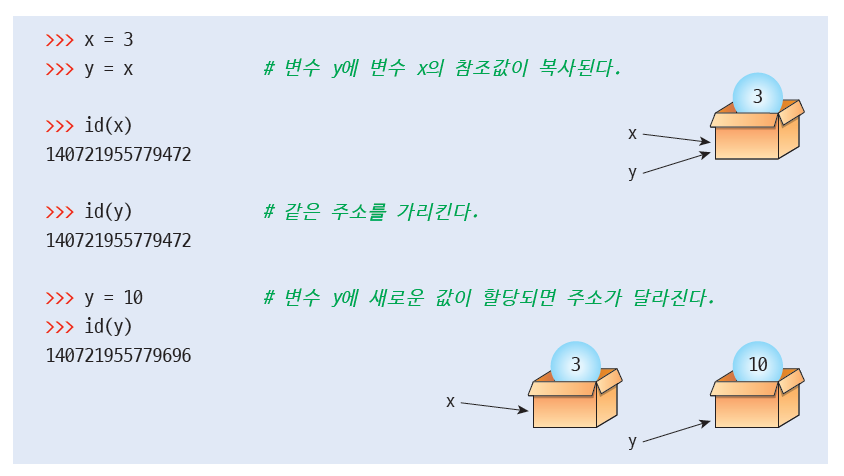 >>> x = 3
>>> y = x # 변수 y에 변수 x의 참조값이 복사된다.
3
>>> id(x)
x
140721955779472
y
>>> id(y) # 같은 주소를 가리킨다.
140721955779472
>>> y = 10 # 변수 y에 새로운 값이 할당되면 주소가 달라진다.
>>> id(y)
140721955779696
3 10
x
y